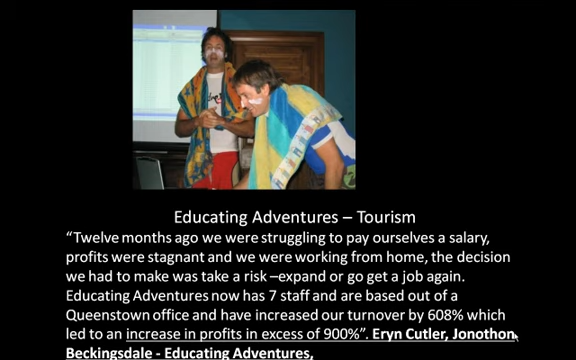 Educating Adventures – Tourism
“Twelve months ago we were struggling to pay ourselves a salary,
profits were stagnant and we were working from home, the decision
we had to make was take a risk –expand or go get a job again.
Educating Adventures now has 7 staff and are based out of a
Queenstown office and have increased our turnover by 608% which
led to an increase in profits in excess of 900%”. Eryn Cutler, Jonothon
Beckingsdale - Educating Adventures,